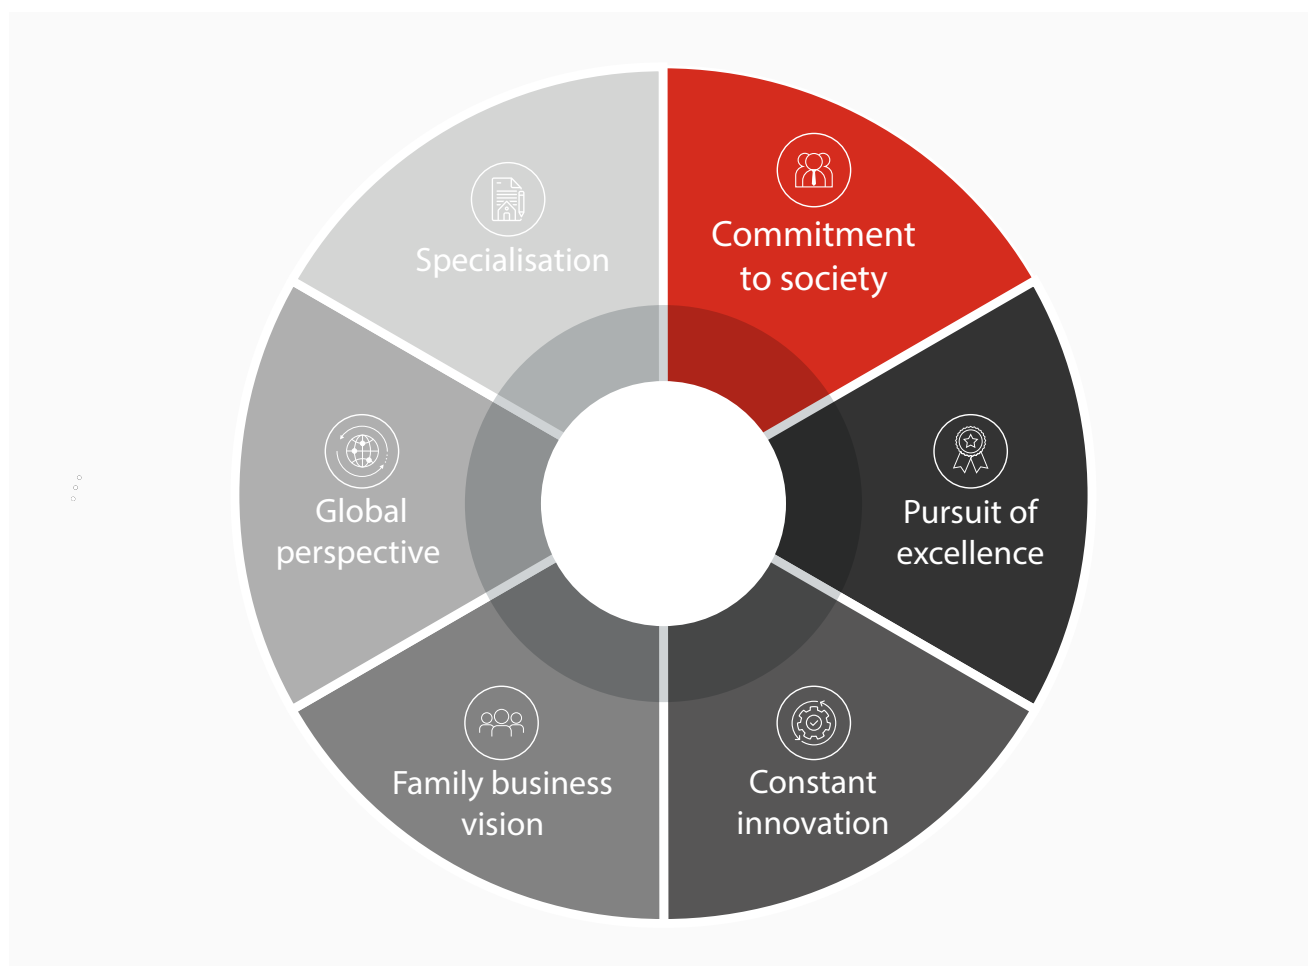 Commitment
to society
Specialisation
Pursuit of
excellence
Global
perspective
Constant
innovation
Family business
vision